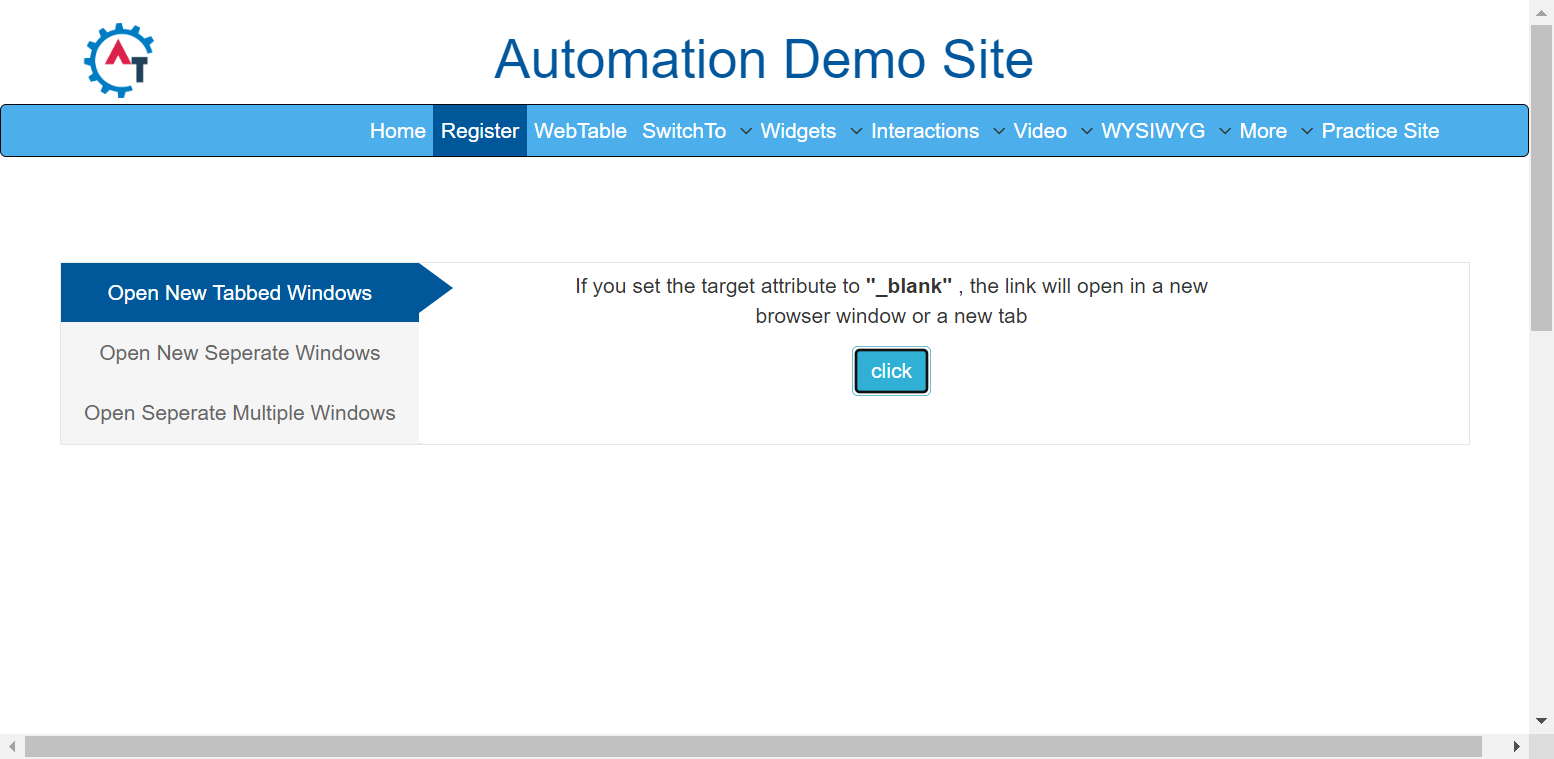 AT
Automation Demo Site
Home Register WebTable SwitchTo Widgets Interactions Video WYSIWYG More Practice Site
Open New Tabbed Windows
Open New Seperate Windows
Open Seperate Multiple Windows
If you set the target attribute to "_blank" , the link will open in a new
browser window or a new tab
click